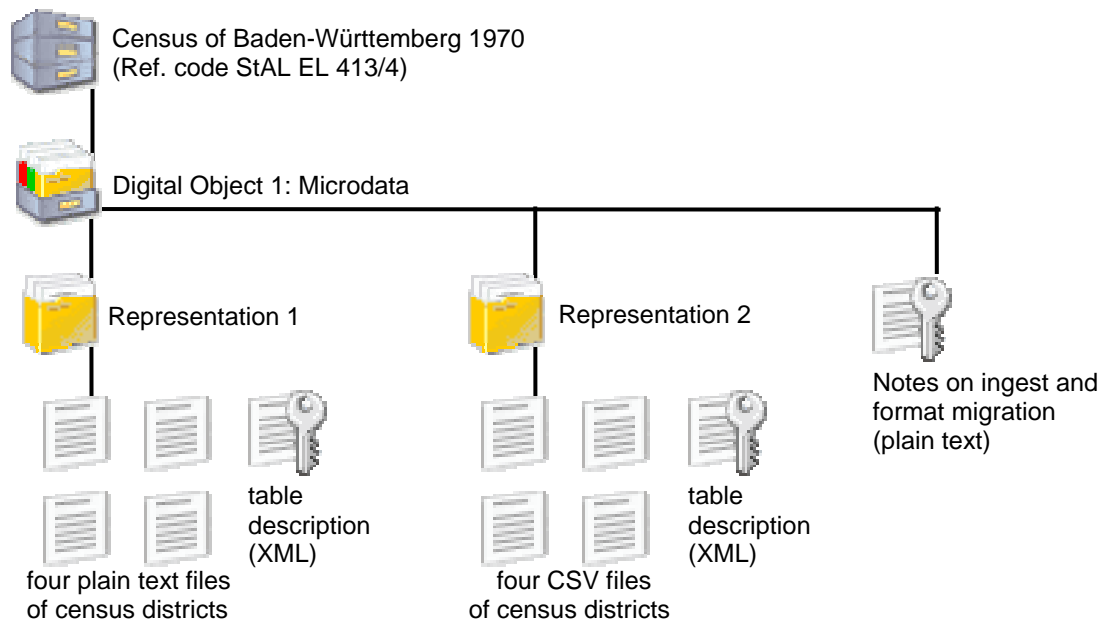 Census of Baden-Württemberg 1970
(Ref. code StAL EL 413/4)
Digital Object 1: Microdata
Representation 1
Representation 2
Notes on ingest and
format migration
(plain text)
table
description
(XML)
four plain text files
of census districts
table
description
(XML)
four CSV files
of census districts